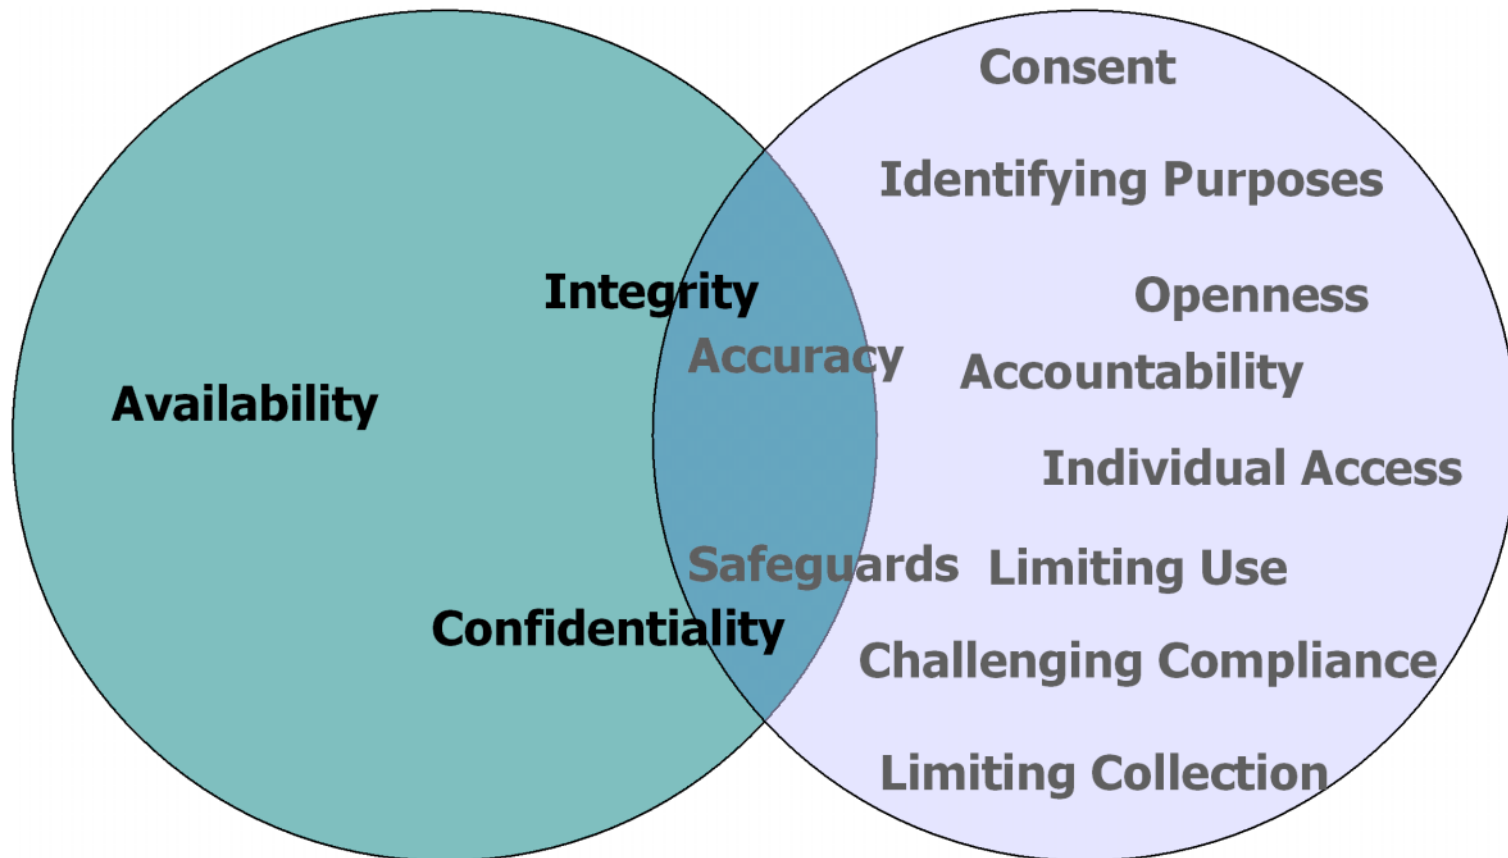 Consent
Identifying Purposes
Integrity
Openness
Accuracy
Accountability
Availability
Individual Access
Safeguards
Limiting Use
Confidentiality
Challenging Compliance
Limiting Collection